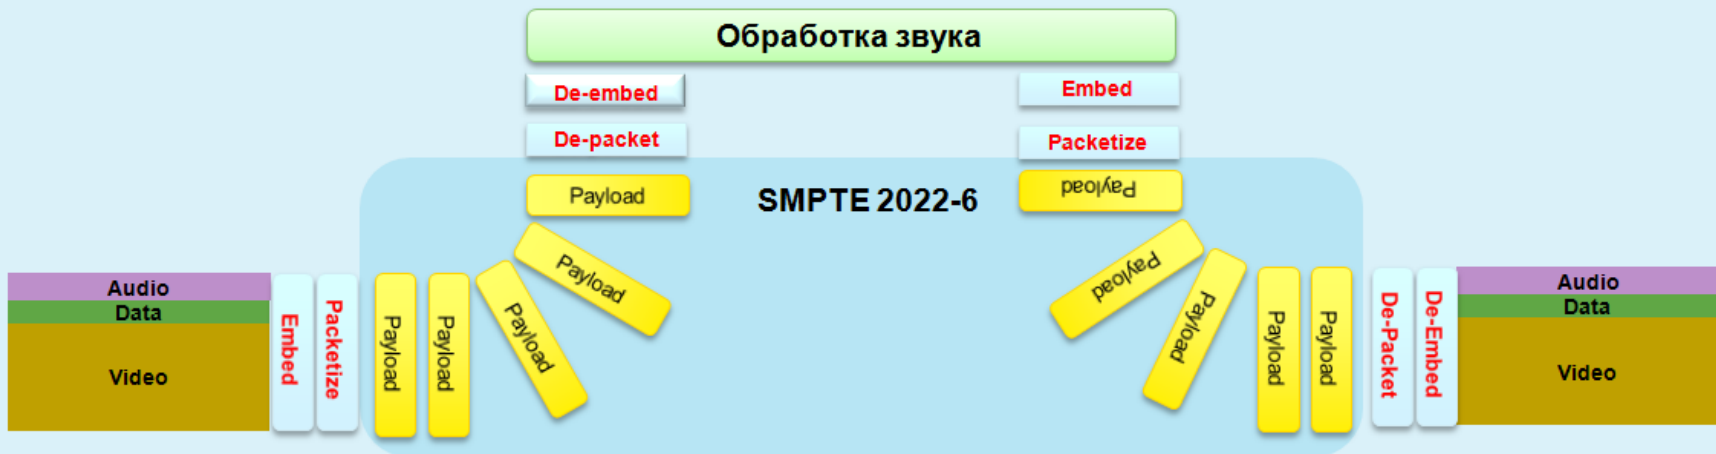 Обработка звука
De-embed
Embed
De-packet
Packetize
Payload
SMPTE 2022-6
Payload
Payload
Payload
Payload
Payload
Audio
Data
Video
Embed
Packetize
Payload
Payload
Payload
Payload
De-Packet
De-Embed
Audio
Data
Video